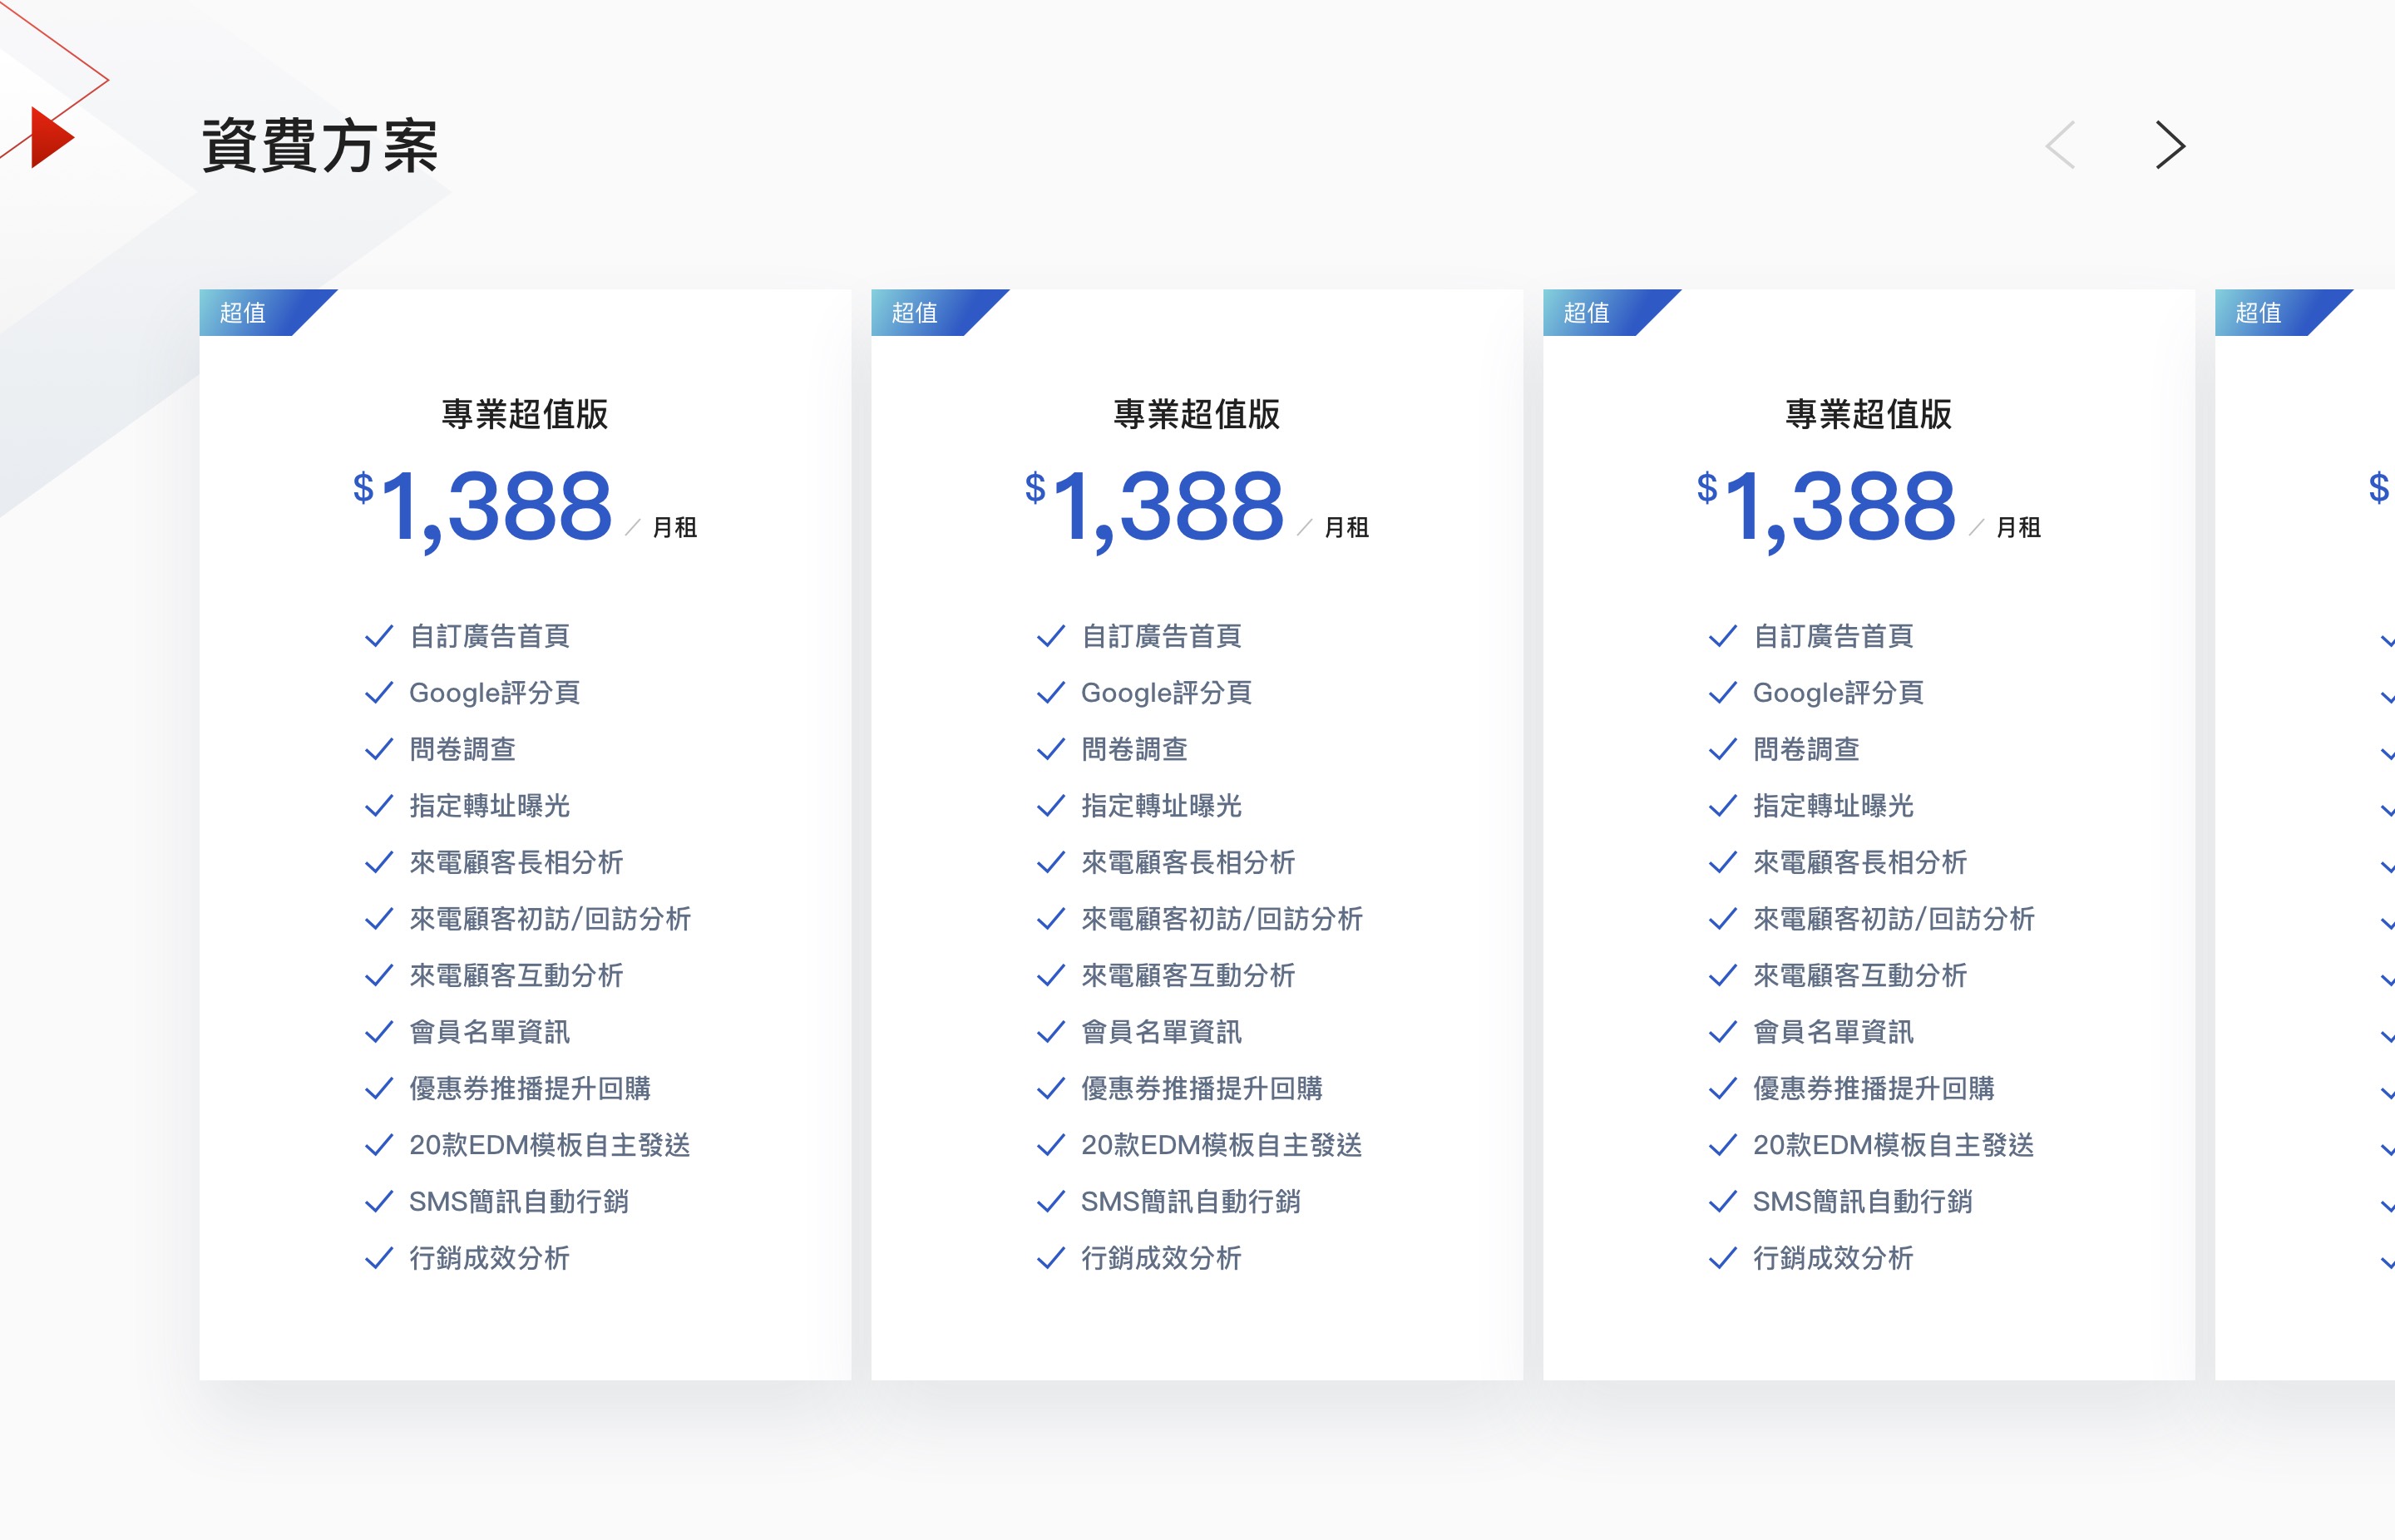 資費方案
超值
專業超值版
$1,388 / 月租
自訂廣告首頁
Google評分頁
問卷調查
指定轉址曝光
來電顧客長相分析
來電顧客初訪/回訪分析
來電顧客互動分析
會員名單資訊
優惠券推播提升回購
20款EDM模板自主發送
SMS簡訊自動行銷
行銷成效分析
超值
專業超值版
$1,388 / 月租
自訂廣告首頁
Google評分頁
問卷調查
指定轉址曝光
來電顧客長相分析
來電顧客初訪/回訪分析
來電顧客互動分析
會員名單資訊
優惠券推播提升回購
20款EDM模板自主發送
SMS簡訊自動行銷
行銷成效分析
超值
專業超值版
$1,388 / 月租
自訂廣告首頁
Google評分頁
問卷調查
指定轉址曝光
來電顧客長相分析
來電顧客初訪/回訪分析
來電顧客互動分析
會員名單資訊
優惠券推播提升回購
20款EDM模板自主發送
SMS簡訊自動行銷
行銷成效分析
超值
$